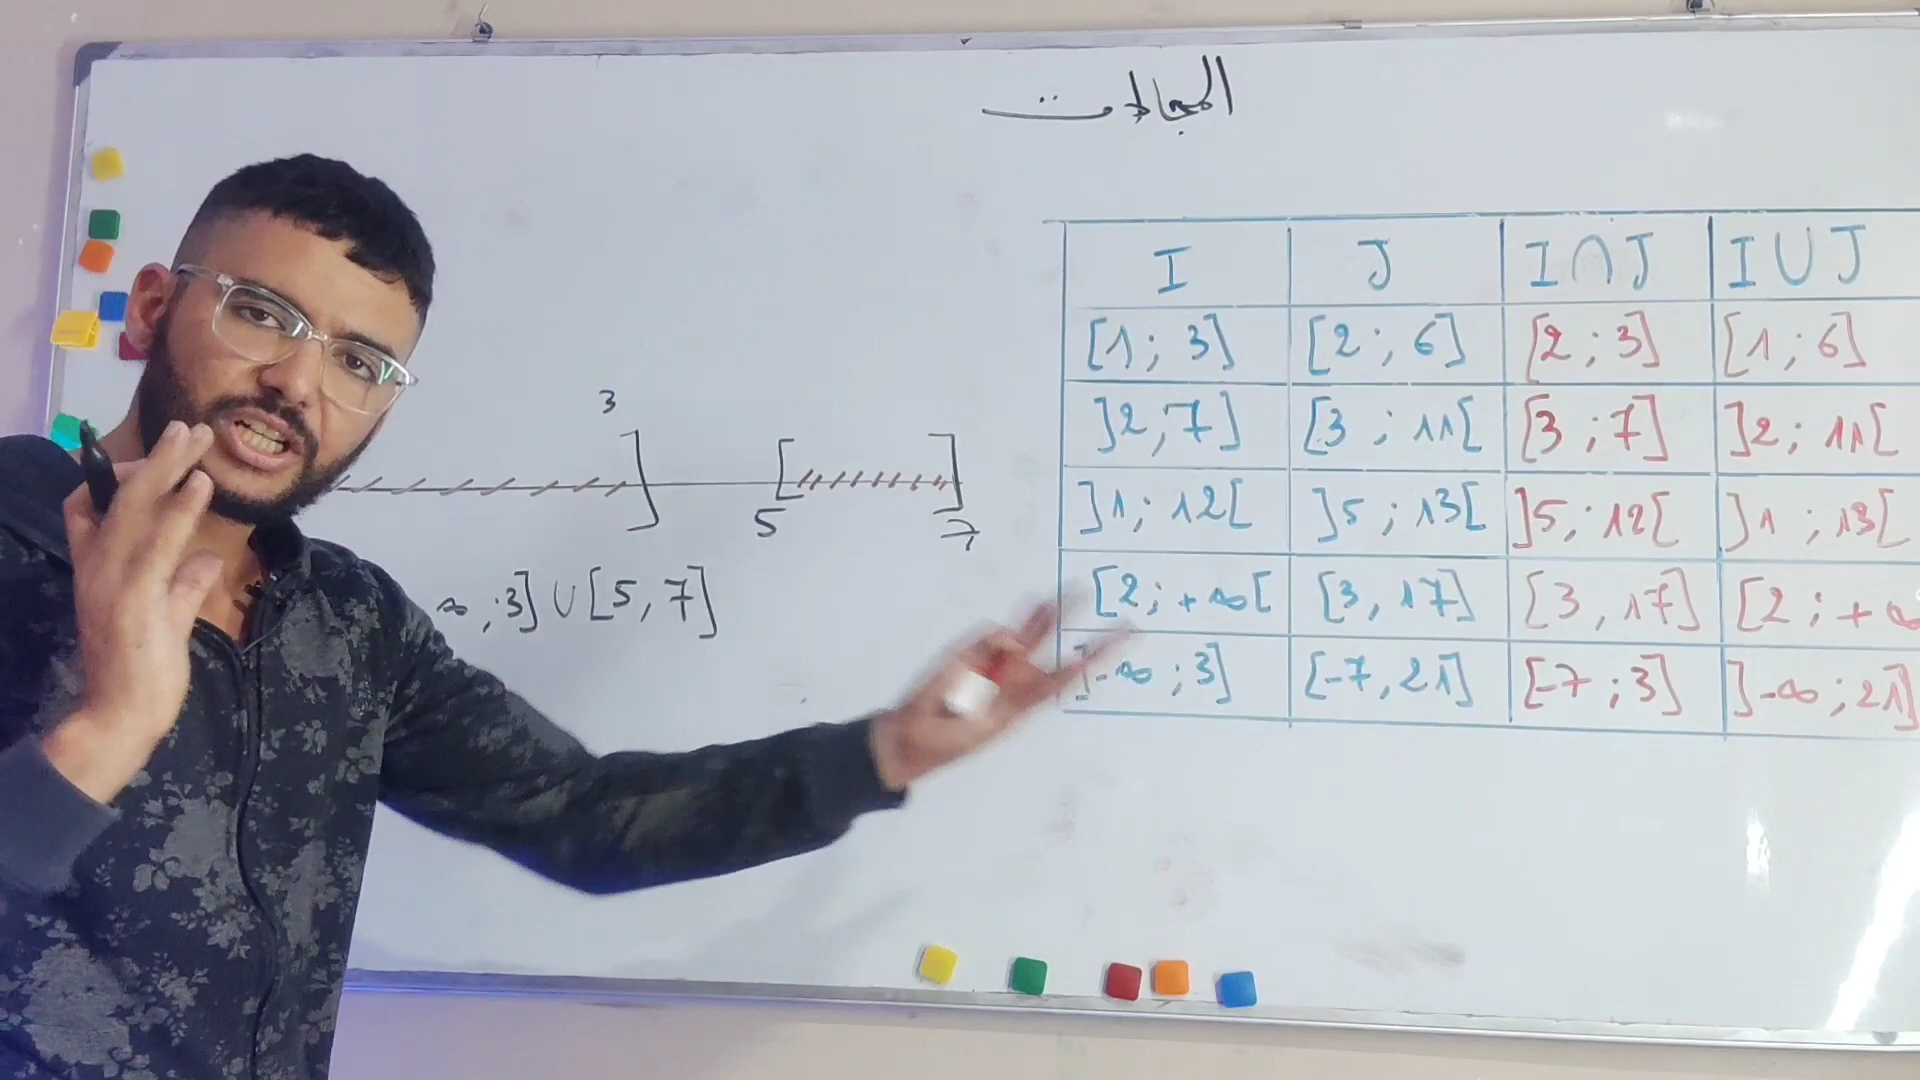 المجالات
I J I∩J I∪J
[1; 3] [2; 6] [2; 3] [1; 6]
]2, 7] [3; 11[ [3; 7] ]2; 11[
]1; 12[ ]5; 13[ ]5; 12[ ]1; 13[
[2; +∞[ [3, 17] [3, 17] [2; +∞
]-∞; 3] [-7, 21] [-7; 3] ]-∞; 21]
3
5 7
∞; 3] ∪ [5, 7]